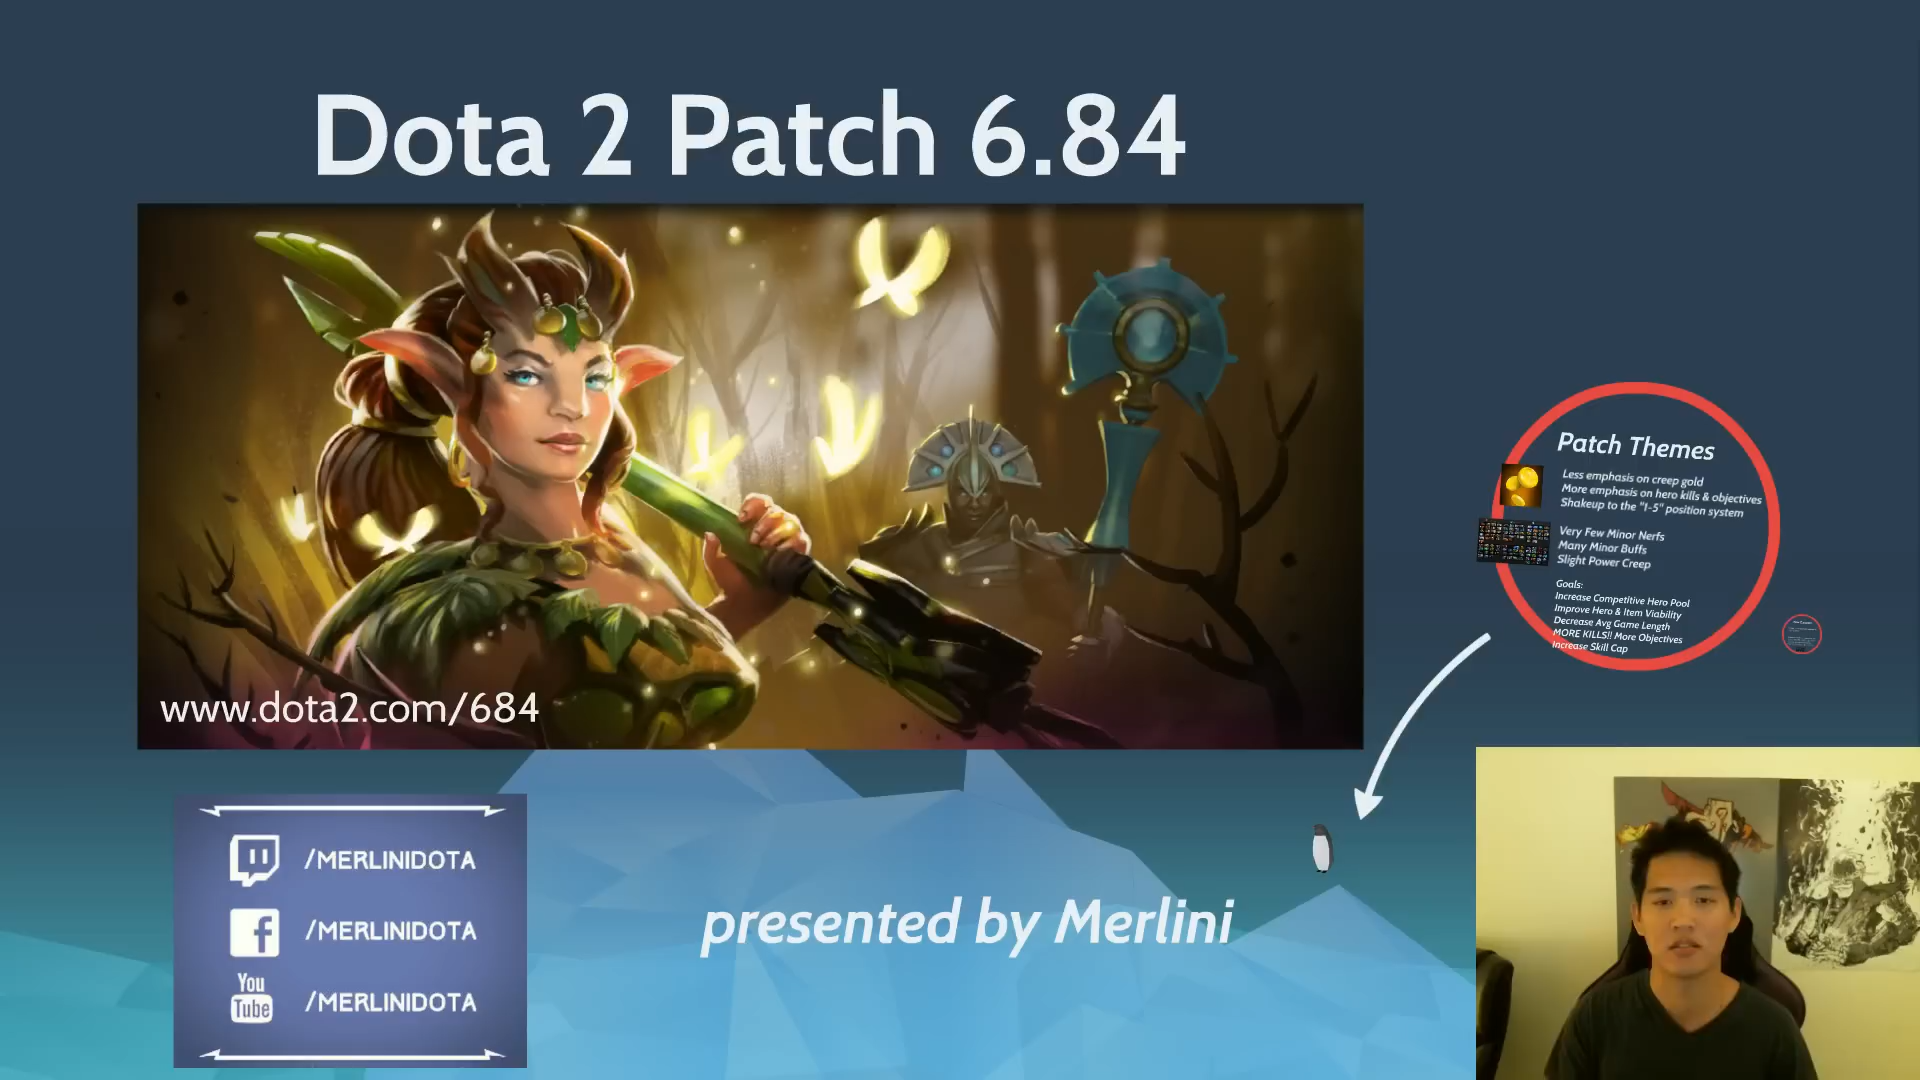 Dota 2 Patch 6.84
www.dota2.com/684
Patch Themes
Less emphasis on creep gold
More emphasis on hero kills & objectives
Shakeup to the "1-5" position system
Very Few Minor Nerfs
Many Minor Buffs
Slight Power Creep
Goals:
Increase Competitive Hero Pool
Improve Hero & Item Viability
Decrease Avg Game Length
MORE KILLS!! More Objectives
Increase Skill Cap
/MERLINIDOTA
/MERLINIDOTA
You
Tube
/MERLINIDOTA
presented by Merlini